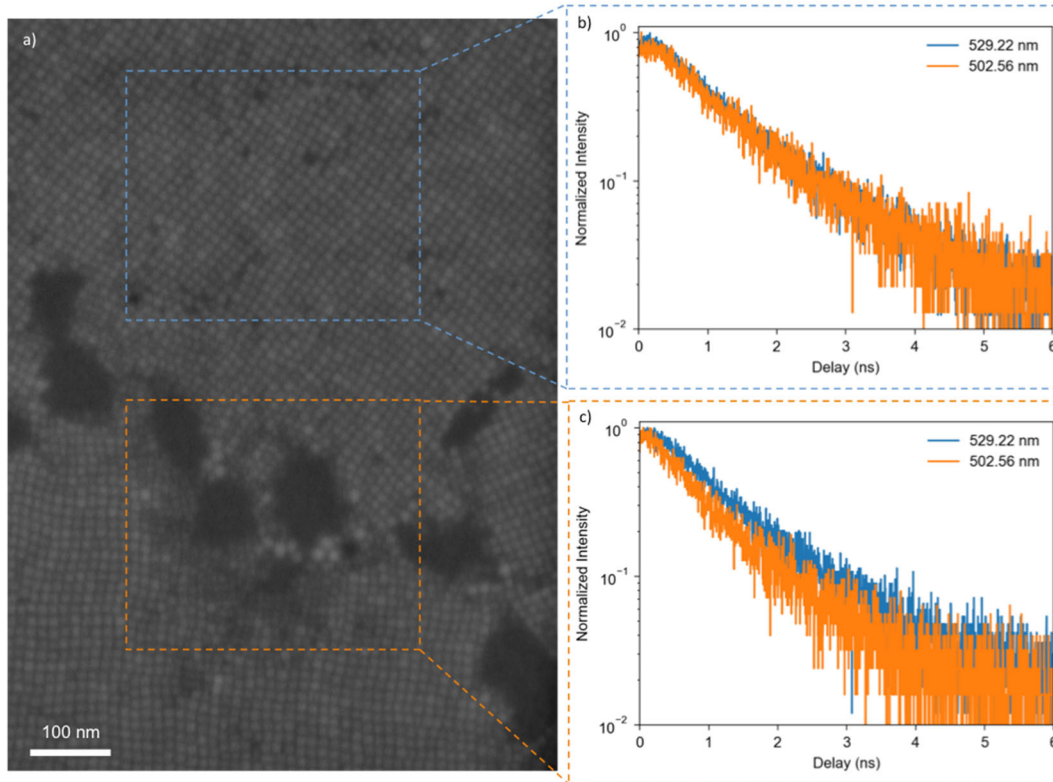 a)
100 nm
b)
529.22 nm
502.56 nm
Normalized Intensity
10⁰
10⁻¹
10⁻²
0 1 2 3 4 5 6
Delay (ns)
c)
529.22 nm
502.56 nm
Normalized Intensity
10⁰
10⁻¹
10⁻²
0 1 2 3 4 5 6
Delay (ns)